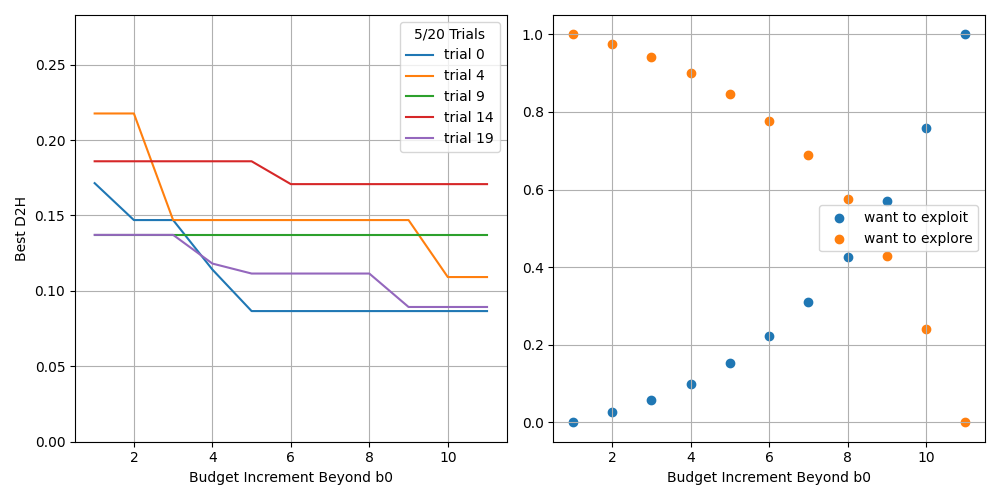 5/20 Trials
trial 0
trial 4
trial 9
trial 14
trial 19
Best D2H
0.25
0.20
0.15
0.10
0.05
0.00
2 4 6 8 10
Budget Increment Beyond b0
1.0
0.8
0.6
0.4
0.2
0.0
want to exploit
want to explore
2 4 6 8 10
Budget Increment Beyond b0